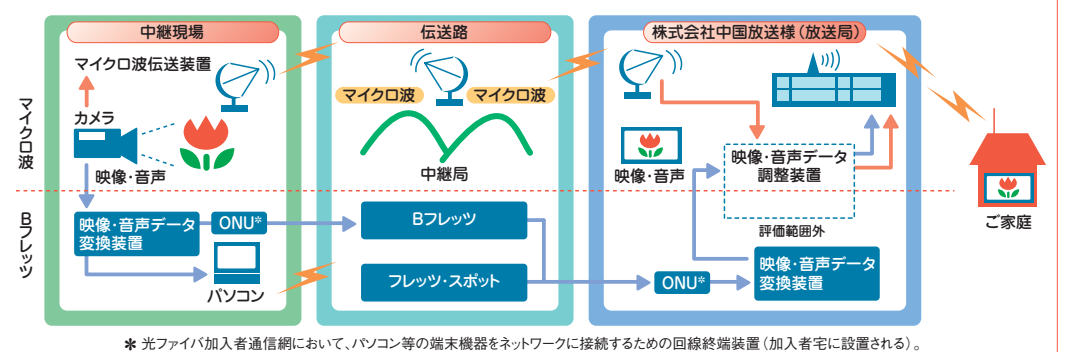 中継現場
伝送路
株式会社中国放送様(放送局)
マイクロ波
Bフレッツ
マイクロ波伝送装置
カメラ
映像・音声
映像・音声データ
変換装置
ONU*
パソコン
マイクロ波
マイクロ波
中継局
Bフレッツ
フレッツ・スポット
映像・音声
映像・音声データ
調整装置
評価範囲外
ONU*
映像・音声データ
変換装置
ご家庭
* 光ファイバ加入者通信網において、パソコン等の端末機器をネットワークに接続するための回線終端装置(加入者宅に設置される)。